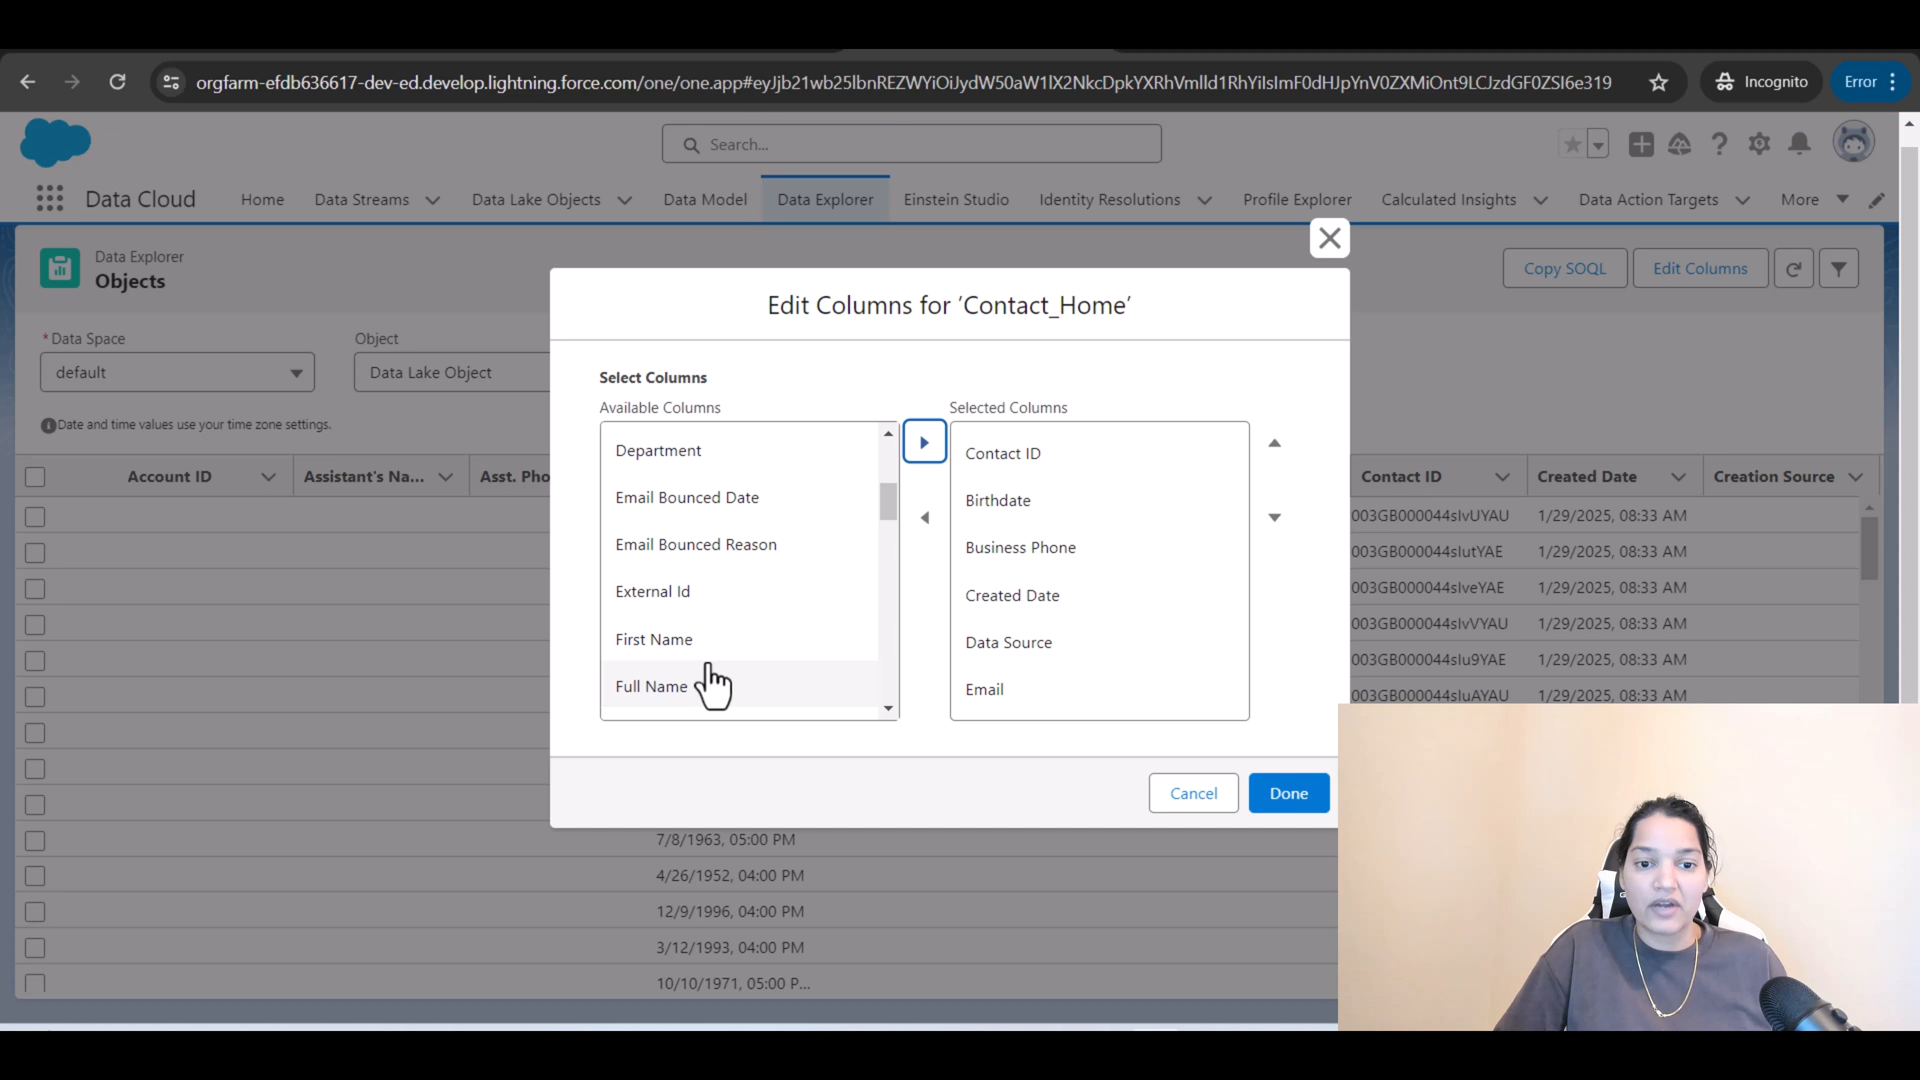 orgfarm-efdb636617-dev-ed.develop.lightning.force.com/one/one.app#eyJjb21wb25lbnREZWYiOiJydW50aW1lX2NkcDpkYXRhVmlld1RhYiIsImF0dHJpYnV0ZXMiOnt9LCJzdGF0ZSI6e319
Incognito
Error
Search...
Data Cloud
Home
Data Streams
Data Lake Objects
Data Model
Data Explorer
Einstein Studio
Identity Resolutions
Profile Explorer
Calculated Insights
Data Action Targets
More
Data Explorer
Objects
Copy SOQL
Edit Columns
* Data Space
default
Object
Data Lake Object
Date and time values use your time zone settings.
Account ID
Assistant's Na...
Asst. Pho
Contact ID
Created Date
Creation Source
003GB000044sIvUYAU 1/29/2025, 08:33 AM
003GB000044sIutYAE 1/29/2025, 08:33 AM
003GB000044sIveYAE 1/29/2025, 08:33 AM
003GB000044sIvVYAU 1/29/2025, 08:33 AM
003GB000044sIu9YAE 1/29/2025, 08:33 AM
003GB000044sIuAYAU 1/29/2025, 08:33 AM
7/8/1963, 05:00 PM
4/26/1952, 04:00 PM
12/9/1996, 04:00 PM
3/12/1993, 04:00 PM
10/10/1971, 05:00 P...
Edit Columns for 'Contact_Home'
Select Columns
Available Columns
Department
Email Bounced Date
Email Bounced Reason
External Id
First Name
Full Name
Selected Columns
Contact ID
Birthdate
Business Phone
Created Date
Data Source
Email
Cancel
Done